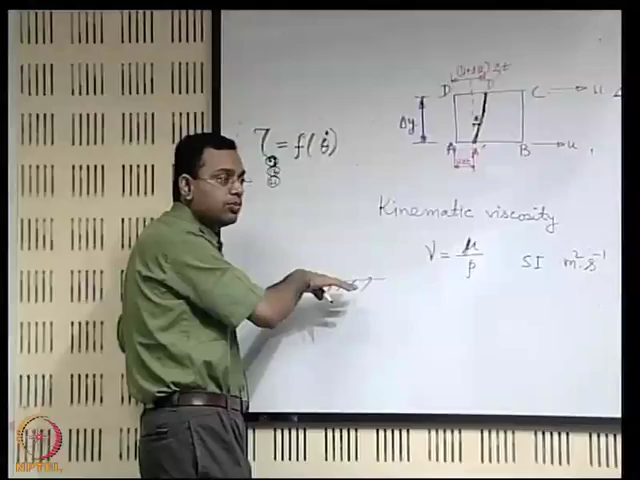 D D' C u
Δy
A A' B u
τ = f(θ̇)
Kinematic viscosity
ν = μ/ρ SI m².s⁻¹
NPTEL